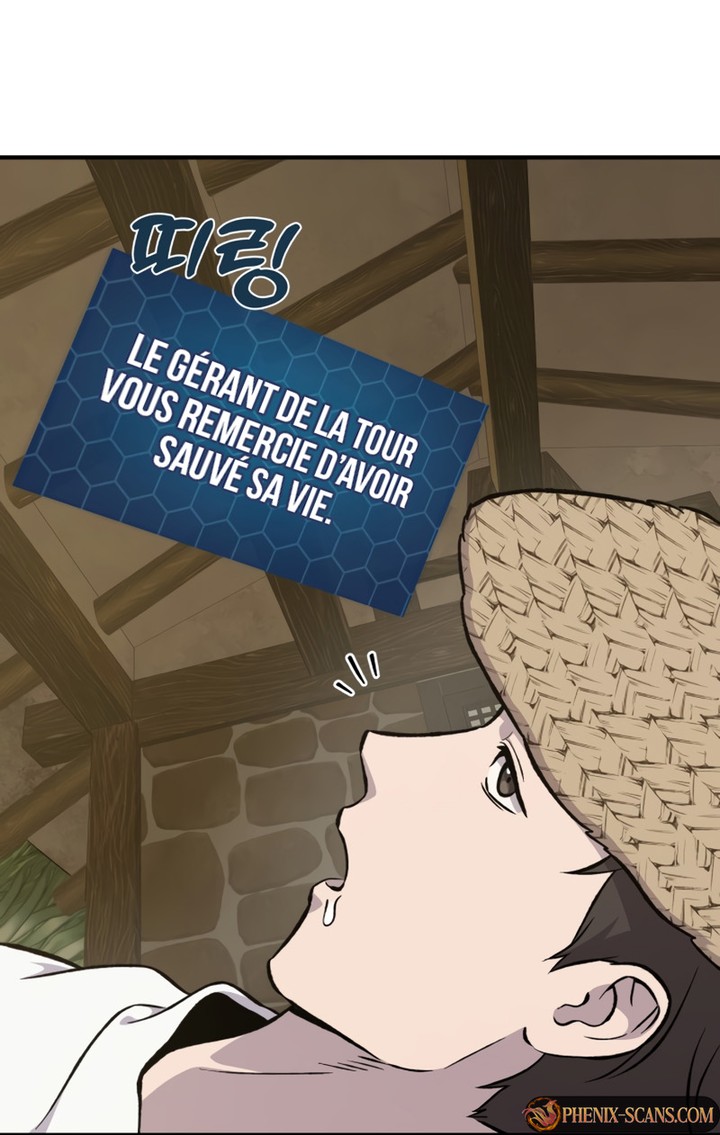 띠링
LE GÉRANT DE LA TOUR
VOUS REMERCIE D'AVOIR
SAUVÉ SA VIE.
PHENIX-SCANS.COM